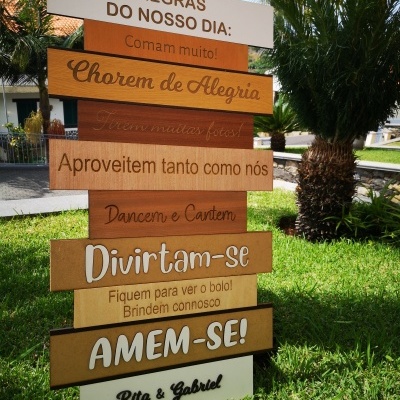 REGRAS
DO NOSSO DIA:
Comam muito!
Chorem de Alegria
Tirem muitas fotos!
Aproveitem tanto como nós
Dancem e Cantem
Divirtam-se
Fiquem para ver o bolo!
Brindem connosco
AMEM-SE!
Rita & Gabriel